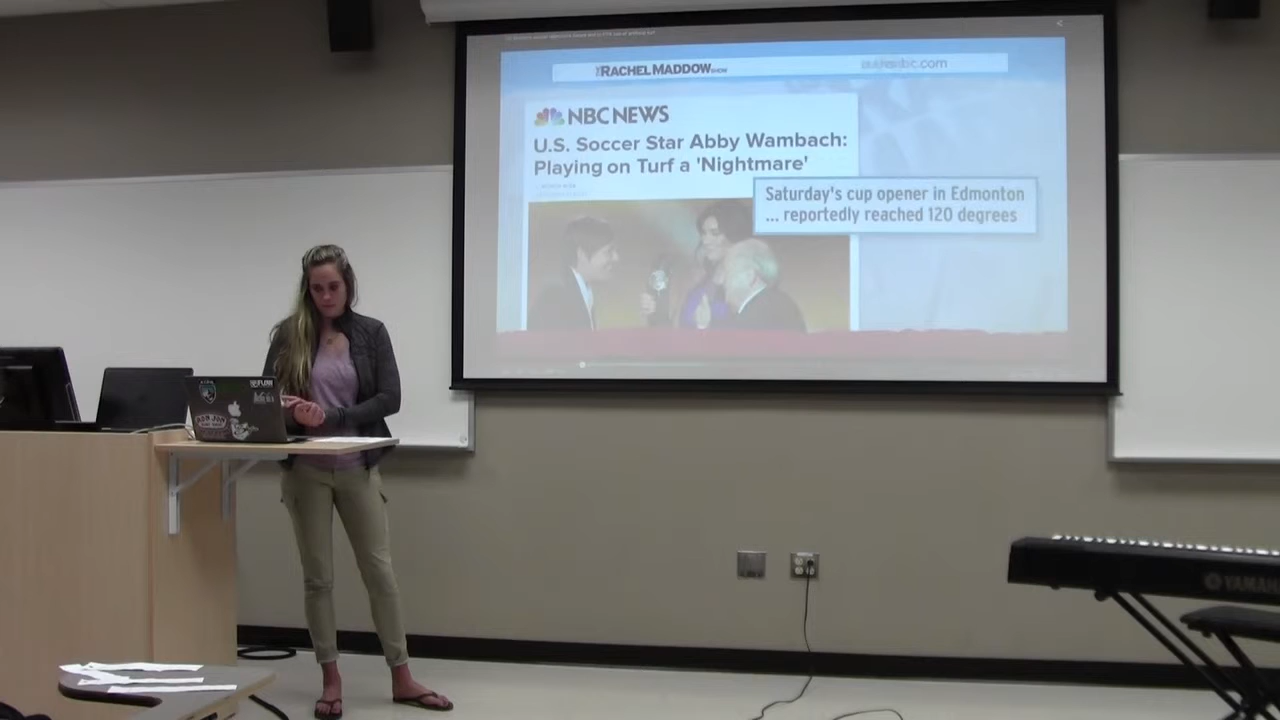 THE RACHEL MADDOW SHOW
NBC NEWS
U.S. Soccer Star Abby Wambach:
Playing on Turf a 'Nightmare'
Saturday's cup opener in Edmonton
... reportedly reached 120 degrees
YAMAHA